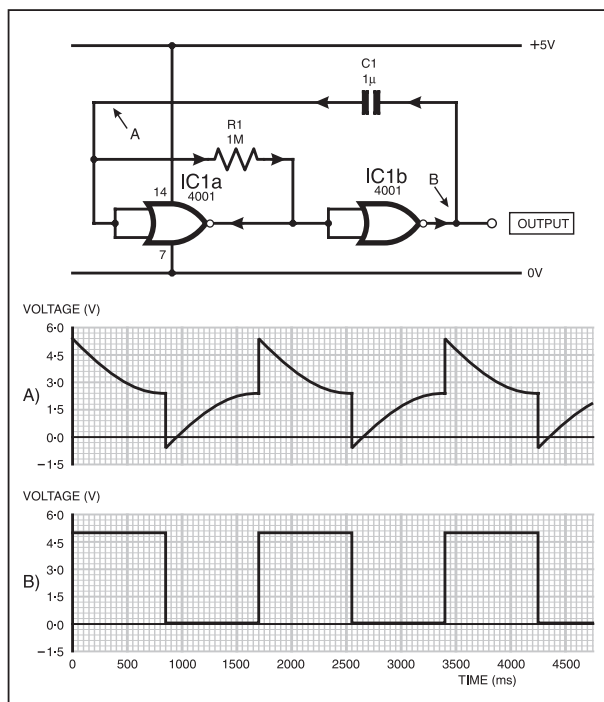 +5V
C1
1µ
A
R1
1M
IC1a
4001
IC1b
4001
B
14
7
OUTPUT
0V
VOLTAGE (V)
6·0
4·5
3·0
A)
1·5
0·0
−1·5
VOLTAGE (V)
6·0
4·5
3·0
B)
1·5
0·0
−1·5
0 500 1000 1500 2000 2500 3000 3500 4000 4500
TIME (ms)